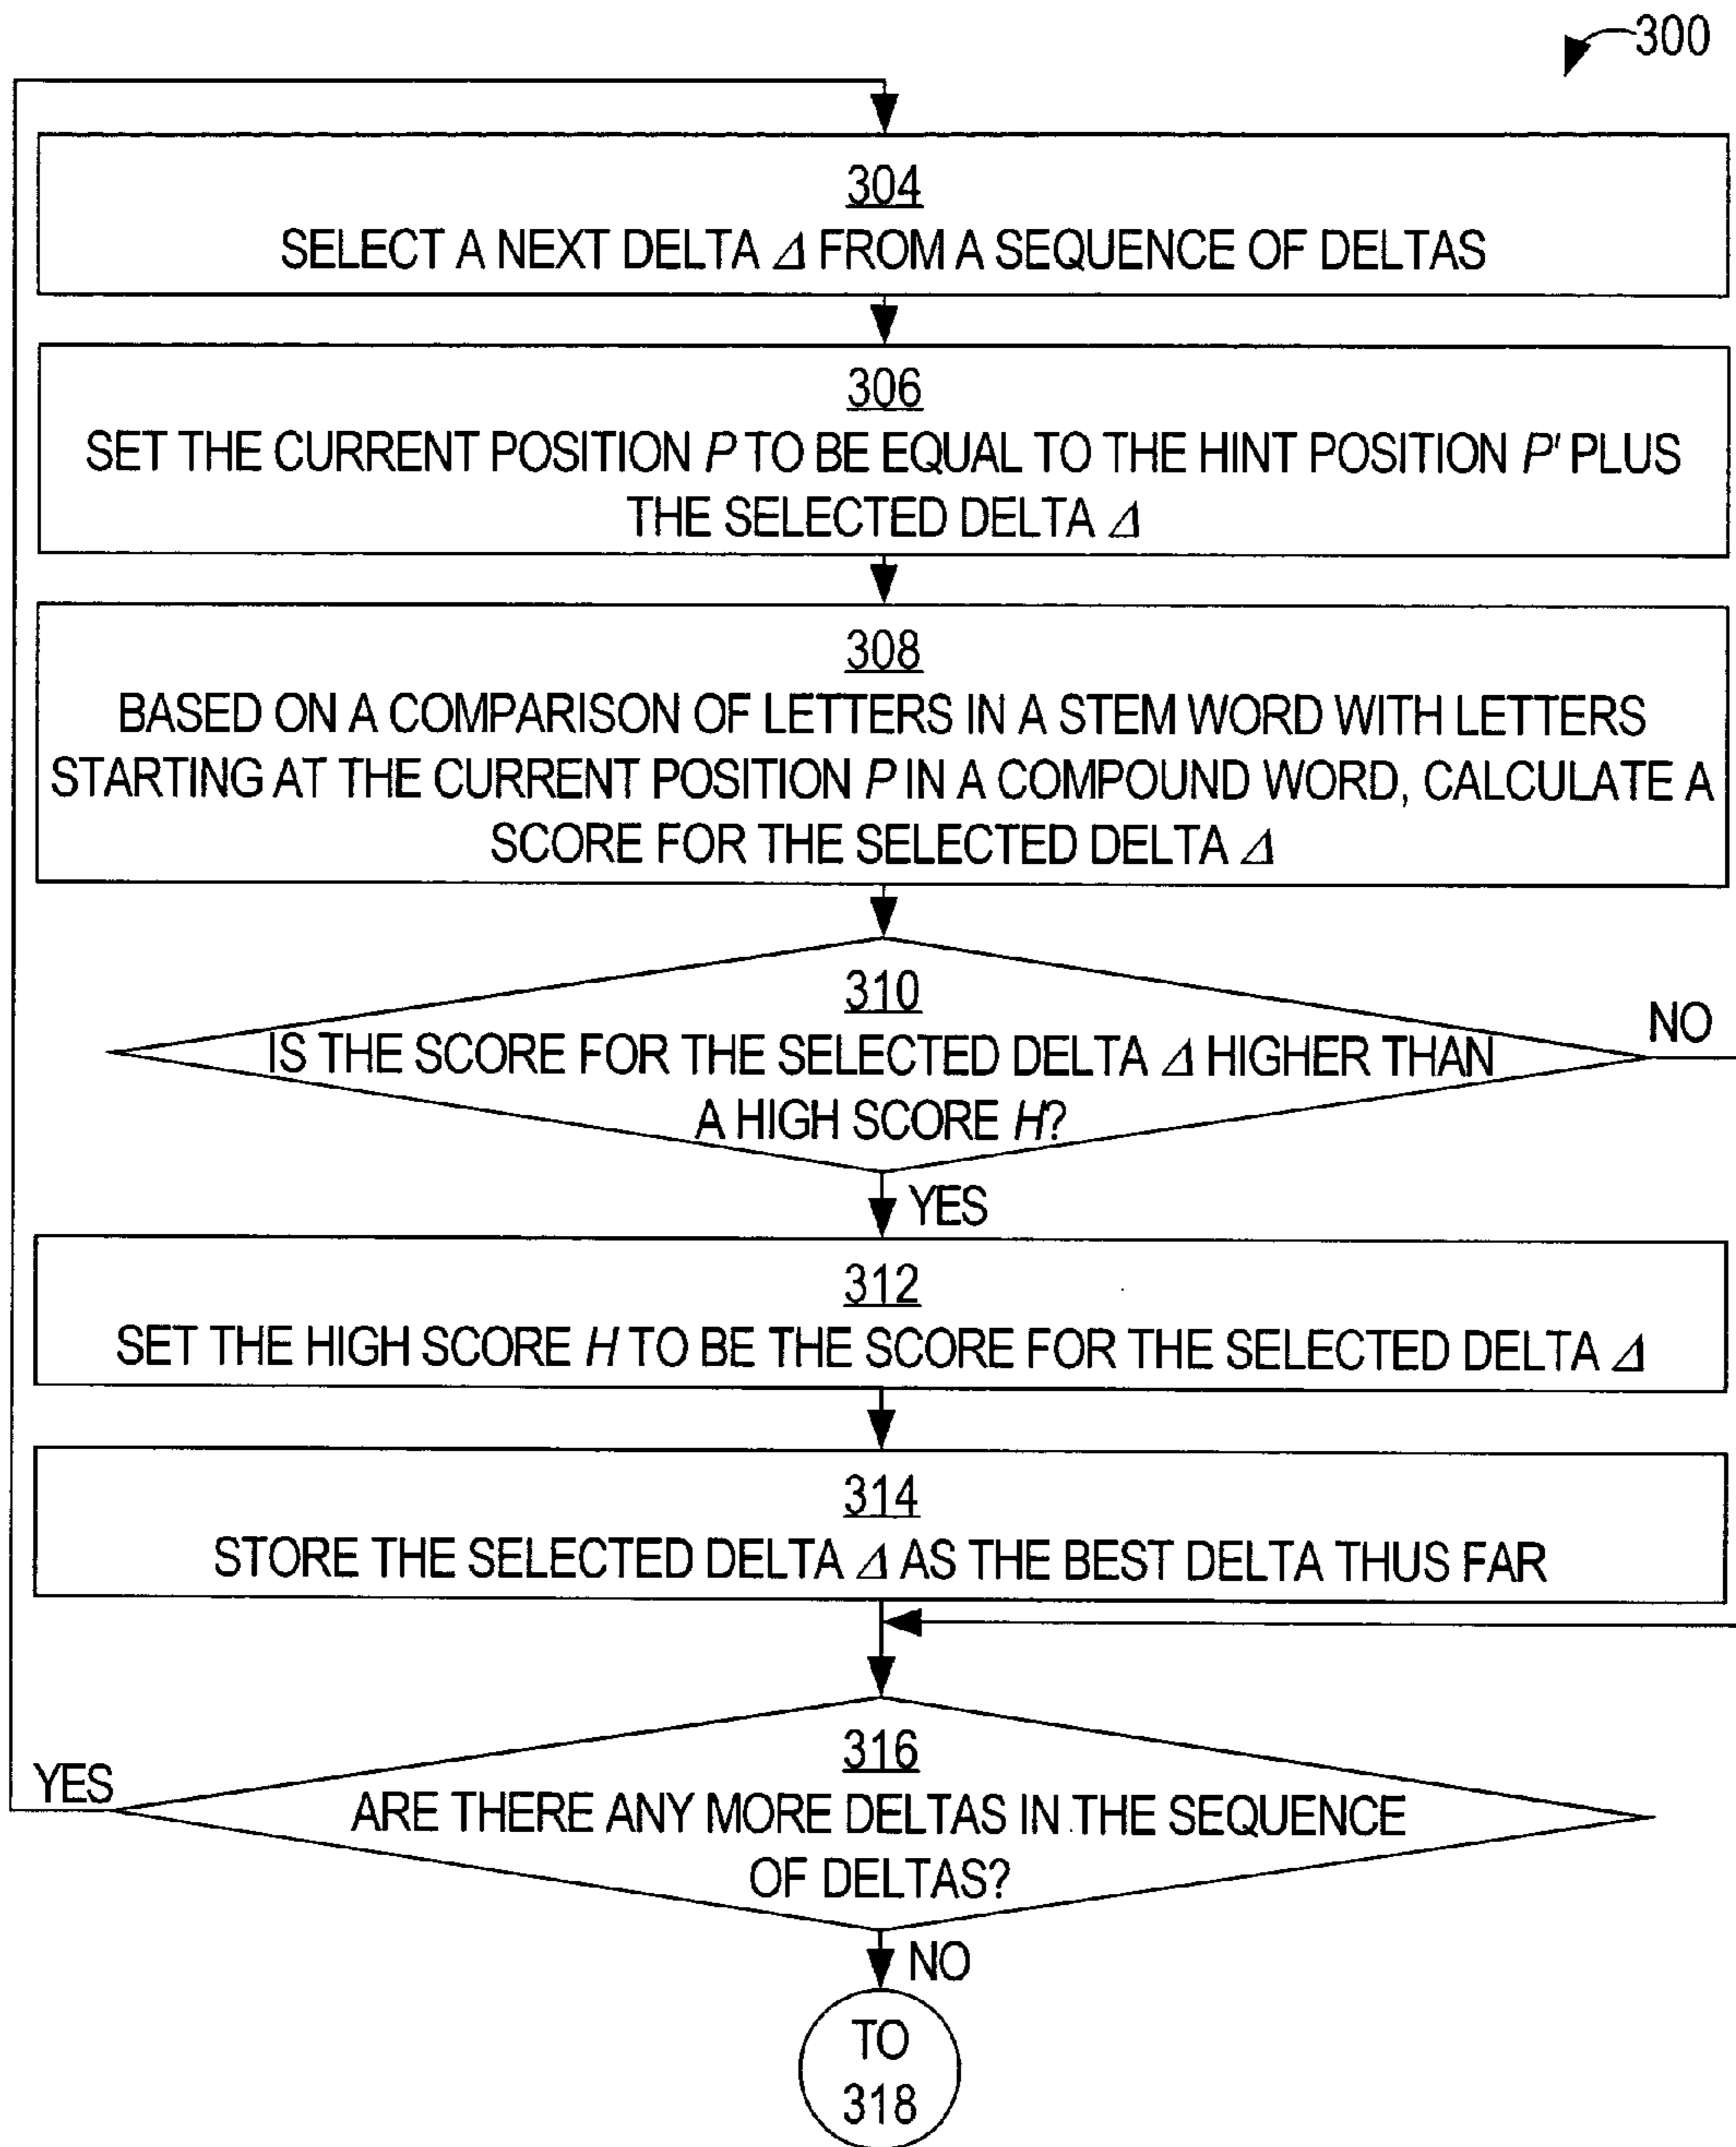 300
304
SELECT A NEXT DELTA Δ FROM A SEQUENCE OF DELTAS
306
SET THE CURRENT POSITION P TO BE EQUAL TO THE HINT POSITION P' PLUS
THE SELECTED DELTA Δ
308
BASED ON A COMPARISON OF LETTERS IN A STEM WORD WITH LETTERS
STARTING AT THE CURRENT POSITION P IN A COMPOUND WORD, CALCULATE A
SCORE FOR THE SELECTED DELTA Δ
310
IS THE SCORE FOR THE SELECTED DELTA Δ HIGHER THAN
A HIGH SCORE H?
NO
YES
312
SET THE HIGH SCORE H TO BE THE SCORE FOR THE SELECTED DELTA Δ
314
STORE THE SELECTED DELTA Δ AS THE BEST DELTA THUS FAR
316
YES
ARE THERE ANY MORE DELTAS IN THE SEQUENCE
OF DELTAS?
NO
TO
318